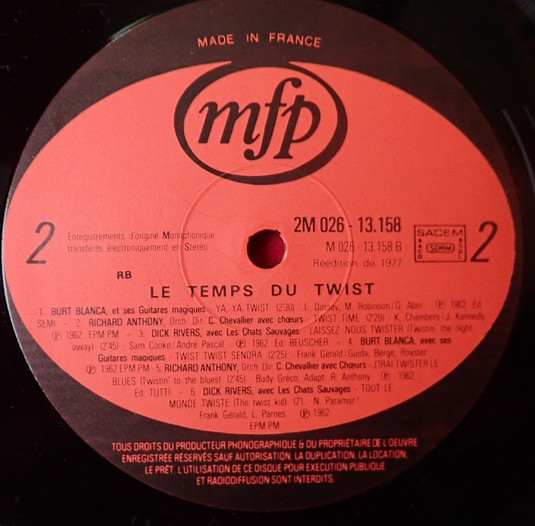 MADE IN FRANCE
mfp
2
Enregistrements d'origine Monophonique
transférés électroniquement en Stéréo
2M 026 - 13.158
M 026 - 13.158 B
Réédition de 1977
SACEM
SDRM
2
RB
LE TEMPS DU TWIST
1. BURT BLANCA, et ses Guitares magiques - YA, YA TWIST (2'30) L. Dorsey, M. Robinson/G. Aber Ⓟ 1962 Ed.
SEMI - 2. RICHARD ANTHONY, Orch. Dir. C. Chevallier avec chœurs - TWIST TIME (2'20) K. Chambers/J. Kennedy
Ⓟ 1962 EPM PM - 3. DICK RIVERS, avec Les Chats Sauvages - LAISSEZ-NOUS TWISTER (Twistin' the night
away) (2'45) Sam Cooke/André Pascal Ⓟ 1962 Ed. BEUSCHER - 4 BURT BLANCA, avec ses
Guitares magiques - TWIST TWIST SENORA (2'25) Frank Gérald/Guida, Barge, Royster
Ⓟ 1962 EPM PM - 5. RICHARD ANTHONY, Orch. Dir. C. Chevallier avec Chœurs - J'IRAI TWISTER LE
BLUES (Twistin' to the blues) (2'45) Budy Gréco, Adapt. R. Anthony Ⓟ 1962
Ed. TUTTI - 6. DICK RIVERS, avec Les Chats Sauvages - TOUT LE
MONDE TWISTE (The twist kid) (2'1 N. Paramor/
Frank Gérald, L. Parnes Ⓟ 1962
EPM PM
TOUS DROITS DU PRODUCTEUR PHONOGRAPHIQUE & DU PROPRIÉTAIRE DE L'OEUVRE
ENREGISTRÉE RÉSERVÉS SAUF AUTORISATION. LA DUPLICATION, LA LOCATION,
LE PRÊT, L'UTILISATION DE CE DISQUE POUR EXECUTION PUBLIQUE
ET RADIODIFFUSION SONT INTERDITS.